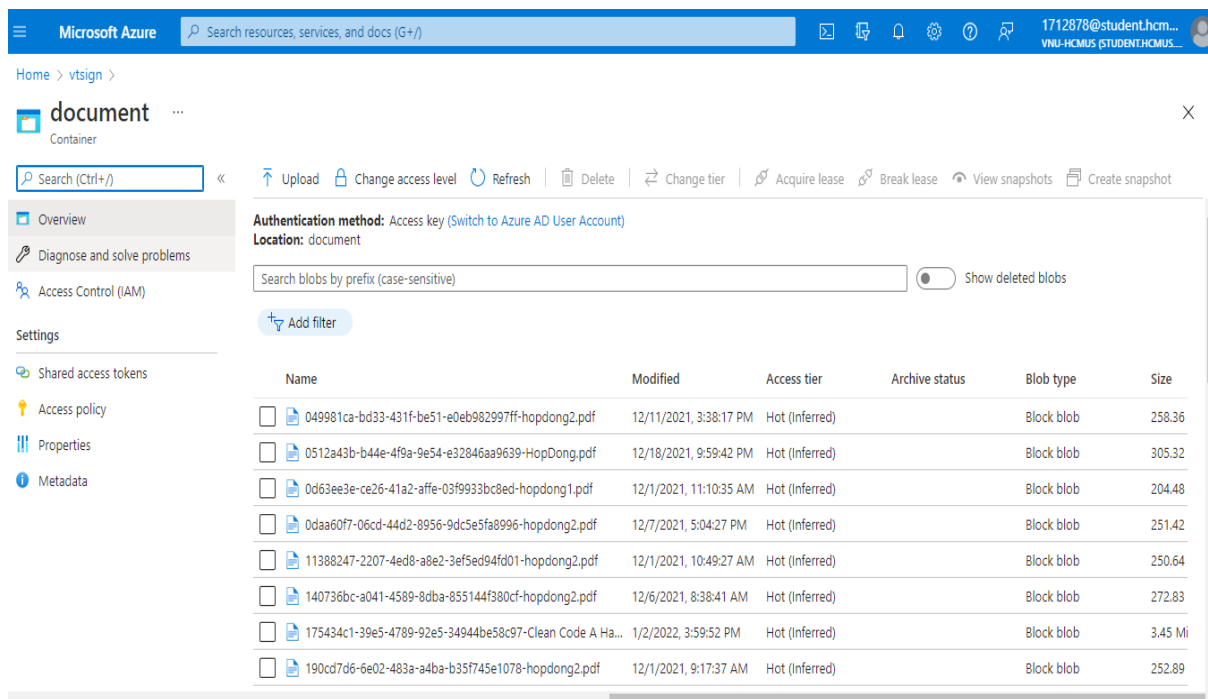 Microsoft Azure
Search resources, services, and docs (G+/)
1712878@student.hcm...
VNU-HCMUS (STUDENT.HCMUS....
Home > vtsign >
document ...
Container
Search (Ctrl+/)
«
Upload Change access level Refresh Delete Change tier Acquire lease Break lease View snapshots Create snapshot
Overview
Diagnose and solve problems
Access Control (IAM)
Settings
Shared access tokens
Access policy
Properties
Metadata
Authentication method: Access key (Switch to Azure AD User Account)
Location: document
Search blobs by prefix (case-sensitive)
Show deleted blobs
Add filter
Name Modified Access tier Archive status Blob type Size
049981ca-bd33-431f-be51-e0eb982997ff-hopdong2.pdf 12/11/2021, 3:38:17 PM Hot (Inferred) Block blob 258.36
0512a43b-b44e-4f9a-9e54-e32846aa9639-HopDong.pdf 12/18/2021, 9:59:42 PM Hot (Inferred) Block blob 305.32
0d63ee3e-ce26-41a2-affe-03f9933bc8ed-hopdong1.pdf 12/1/2021, 11:10:35 AM Hot (Inferred) Block blob 204.48
0daa60f7-06cd-44d2-8956-9dc5e5fa8996-hopdong2.pdf 12/7/2021, 5:04:27 PM Hot (Inferred) Block blob 251.42
11388247-2207-4ed8-a8e2-3ef5ed94fd01-hopdong2.pdf 12/1/2021, 10:49:27 AM Hot (Inferred) Block blob 250.64
140736bc-a041-4589-8dba-855144f380cf-hopdong2.pdf 12/6/2021, 8:38:41 AM Hot (Inferred) Block blob 272.83
175434c1-39e5-4789-92e5-34944be58c97-Clean Code A Ha... 1/2/2022, 3:59:52 PM Hot (Inferred) Block blob 3.45 Mi
190cd7d6-6e02-483a-a4ba-b35f745e1078-hopdong2.pdf 12/1/2021, 9:17:37 AM Hot (Inferred) Block blob 252.89